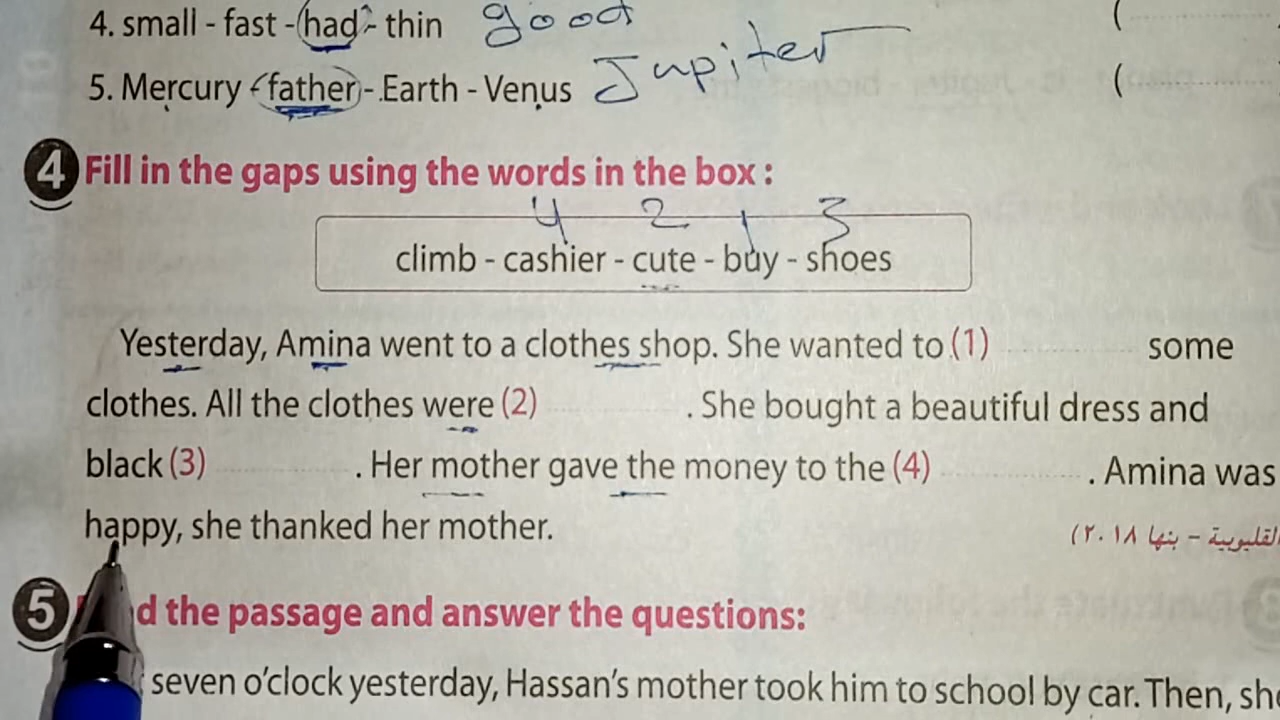 4. small - fast - had - thin good (
5. Mercury - father - Earth - Venus Jupiter (
4 Fill in the gaps using the words in the box :
4 2 1 3
climb - cashier - cute - buy - shoes
Yesterday, Amina went to a clothes shop. She wanted to (1) some
clothes. All the clothes were (2) . She bought a beautiful dress and
black (3) . Her mother gave the money to the (4) . Amina was
happy, she thanked her mother.
القليوبية - بنها ٢٠١٨)
5 the passage and answer the questions:
seven o'clock yesterday, Hassan's mother took him to school by car. Then,